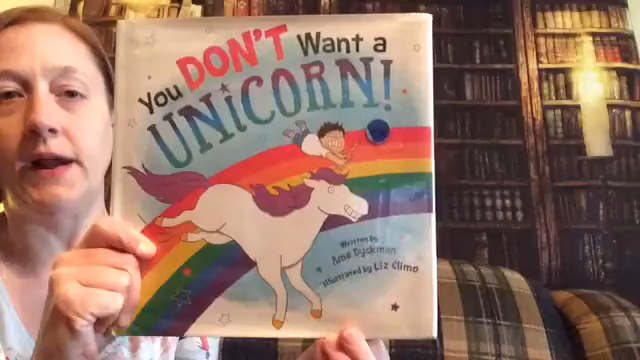 You DON'T Want a
UNiCORN!
Written by
Ame Dyckman
Illustrated by Liz Climo